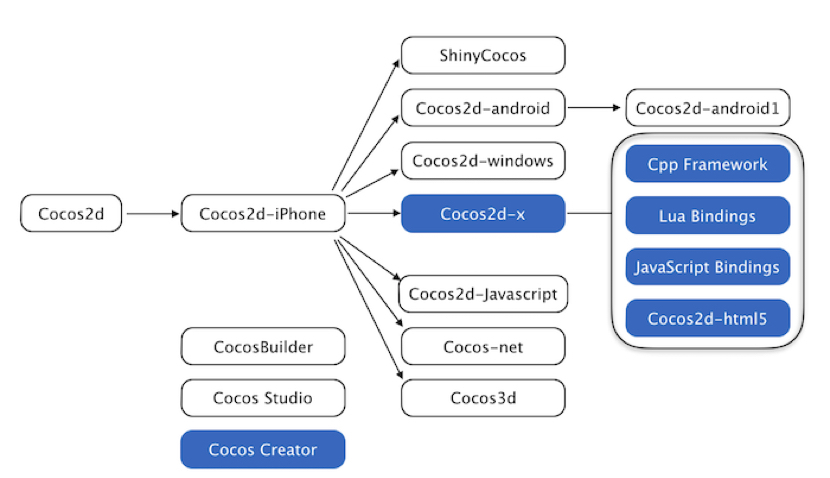 ShinyCocos
Cocos2d-android
Cocos2d-android1
Cocos2d-windows
Cpp Framework
Cocos2d
Cocos2d-iPhone
Cocos2d-x
Lua Bindings
JavaScript Bindings
Cocos2d-Javascript
Cocos2d-html5
CocosBuilder
Cocos-net
Cocos Studio
Cocos3d
Cocos Creator